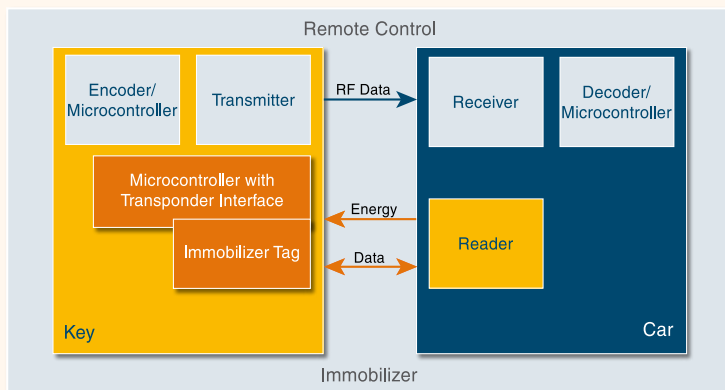 Remote Control
Encoder/
Microcontroller
Transmitter
RF Data
Receiver
Decoder/
Microcontroller
Microcontroller with
Transponder Interface
Immobilizer Tag
Energy
Data
Reader
Key
Car
Immobilizer